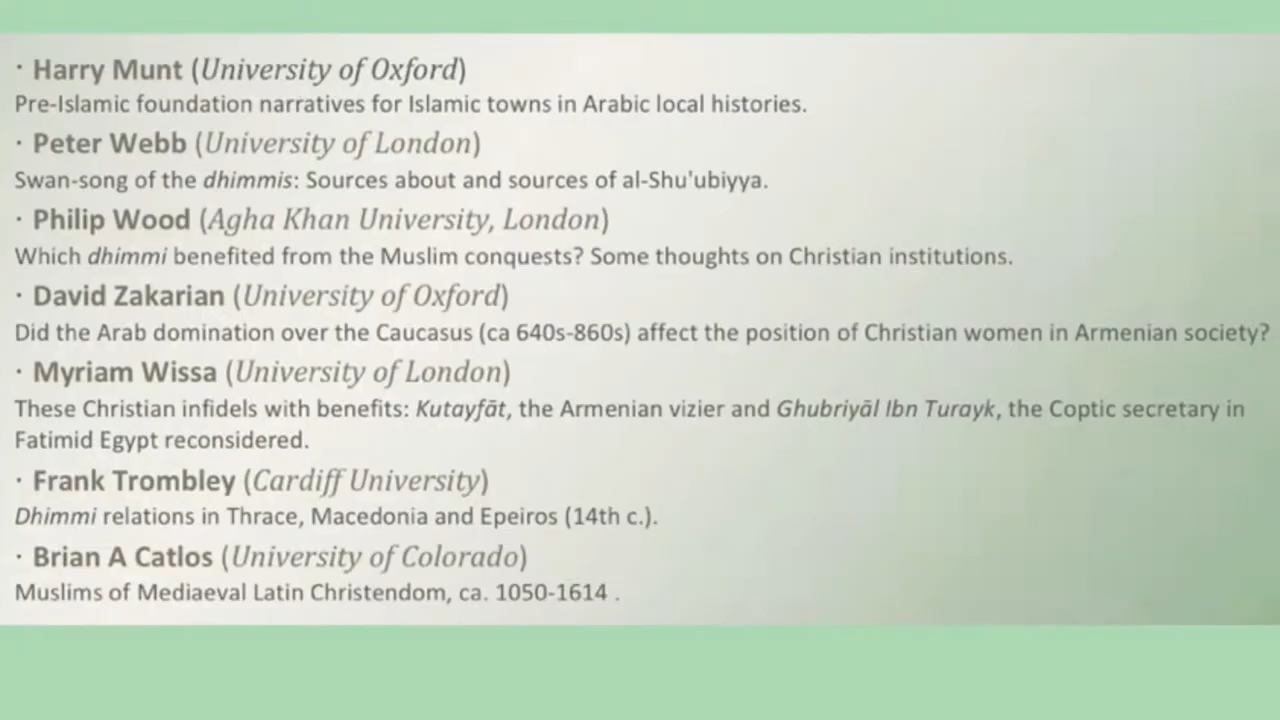 · Harry Munt (University of Oxford)
Pre-Islamic foundation narratives for Islamic towns in Arabic local histories.
· Peter Webb (University of London)
Swan-song of the dhimmis: Sources about and sources of al-Shu'ubiyya.
· Philip Wood (Agha Khan University, London)
Which dhimmi benefited from the Muslim conquests? Some thoughts on Christian institutions.
· David Zakarian (University of Oxford)
Did the Arab domination over the Caucasus (ca 640s-860s) affect the position of Christian women in Armenian society?
· Myriam Wissa (University of London)
These Christian infidels with benefits: Kutayfāt, the Armenian vizier and Ghubriyāl Ibn Turayk, the Coptic secretary in
Fatimid Egypt reconsidered.
· Frank Trombley (Cardiff University)
Dhimmi relations in Thrace, Macedonia and Epeiros (14th c.).
· Brian A Catlos (University of Colorado)
Muslims of Mediaeval Latin Christendom, ca. 1050-1614 .